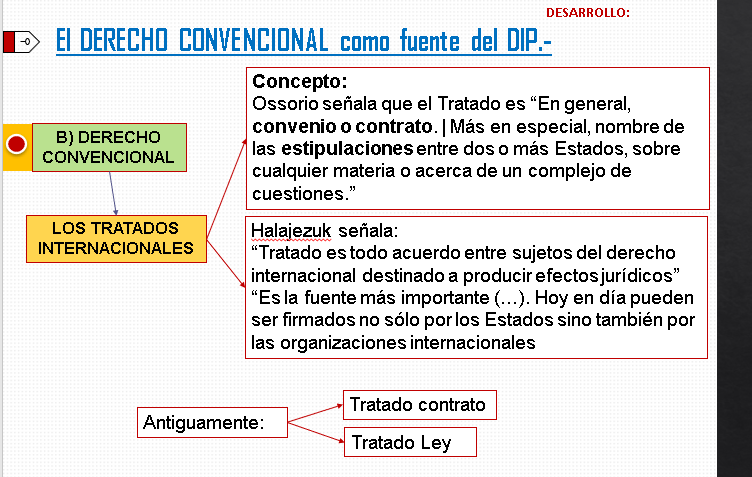 DESARROLLO:
El DERECHO CONVENCIONAL como fuente del DIP.-
B) DERECHO
CONVENCIONAL
LOS TRATADOS
INTERNACIONALES
Concepto:
Ossorio señala que el Tratado es “En general,
convenio o contrato. | Más en especial, nombre de
las estipulaciones entre dos o más Estados, sobre
cualquier materia o acerca de un complejo de
cuestiones.”
Halajezuk señala:
“Tratado es todo acuerdo entre sujetos del derecho
internacional destinado a producir efectos jurídicos”
“Es la fuente más importante (…). Hoy en día pueden
ser firmados no sólo por los Estados sino también por
las organizaciones internacionales
Antiguamente:
Tratado contrato
Tratado Ley